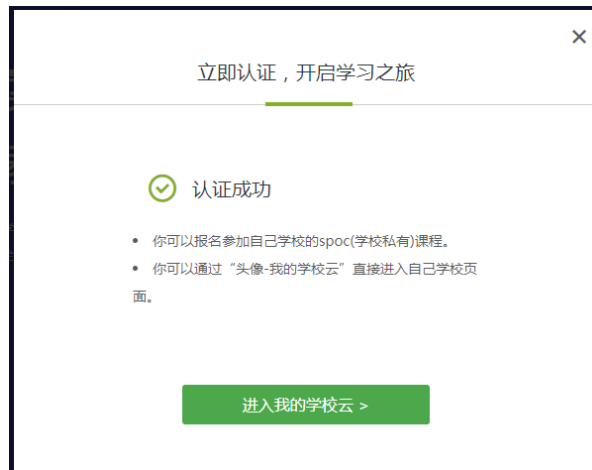 立即认证，开启学习之旅
认证成功
• 你可以报名参加自己学校的spoc(学校私有)课程。
• 你可以通过“头像-我的学校云”直接进入自己学校页
面。
进入我的学校云 >